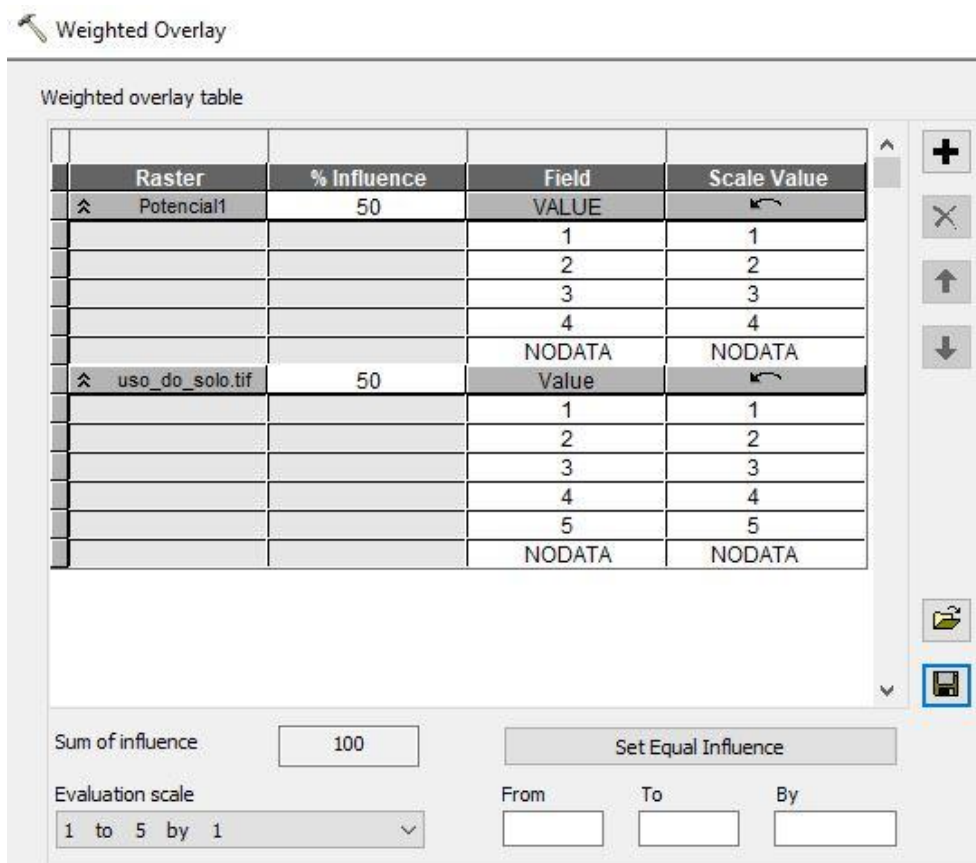 Weighted Overlay
Weighted overlay table
Raster % Influence Field Scale Value
Potencial1 50 VALUE
1 1
2 2
3 3
4 4
NODATA NODATA
uso_do_solo.tif 50 Value
1 1
2 2
3 3
4 4
5 5
NODATA NODATA
Sum of influence 100 Set Equal Influence
Evaluation scale From To By
1 to 5 by 1